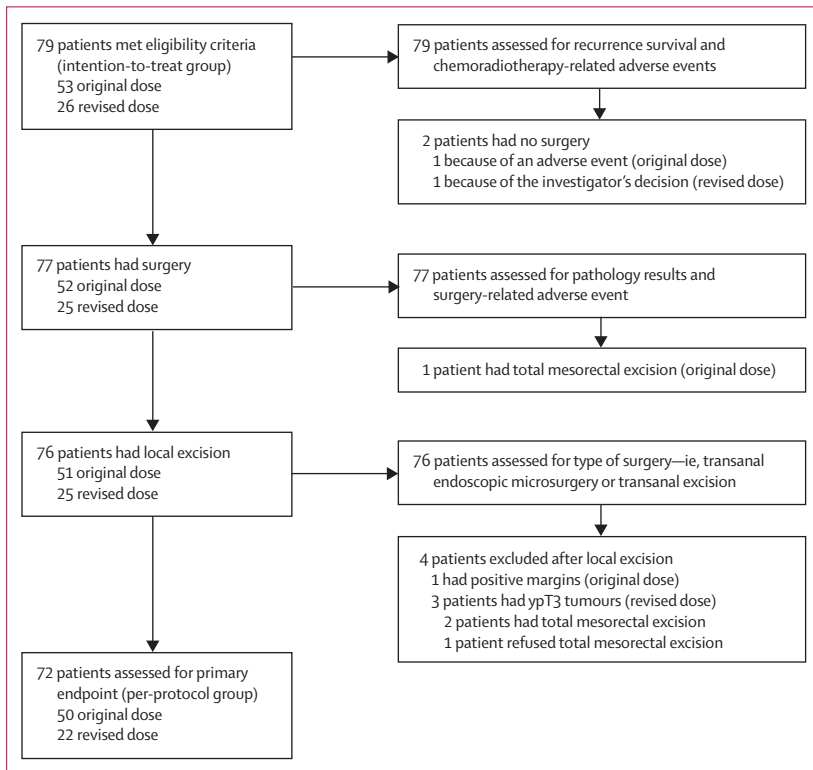 79 patients met eligibility criteria
(intention-to-treat group)
53 original dose
26 revised dose
79 patients assessed for recurrence survival and
chemoradiotherapy-related adverse events
2 patients had no surgery
1 because of an adverse event (original dose)
1 because of the investigator's decision (revised dose)
77 patients had surgery
52 original dose
25 revised dose
77 patients assessed for pathology results and
surgery-related adverse event
1 patient had total mesorectal excision (original dose)
76 patients had local excision
51 original dose
25 revised dose
76 patients assessed for type of surgery—ie, transanal
endoscopic microsurgery or transanal excision
4 patients excluded after local excision
1 had positive margins (original dose)
3 patients had ypT3 tumours (revised dose)
2 patients had total mesorectal excision
1 patient refused total mesorectal excision
72 patients assessed for primary
endpoint (per-protocol group)
50 original dose
22 revised dose